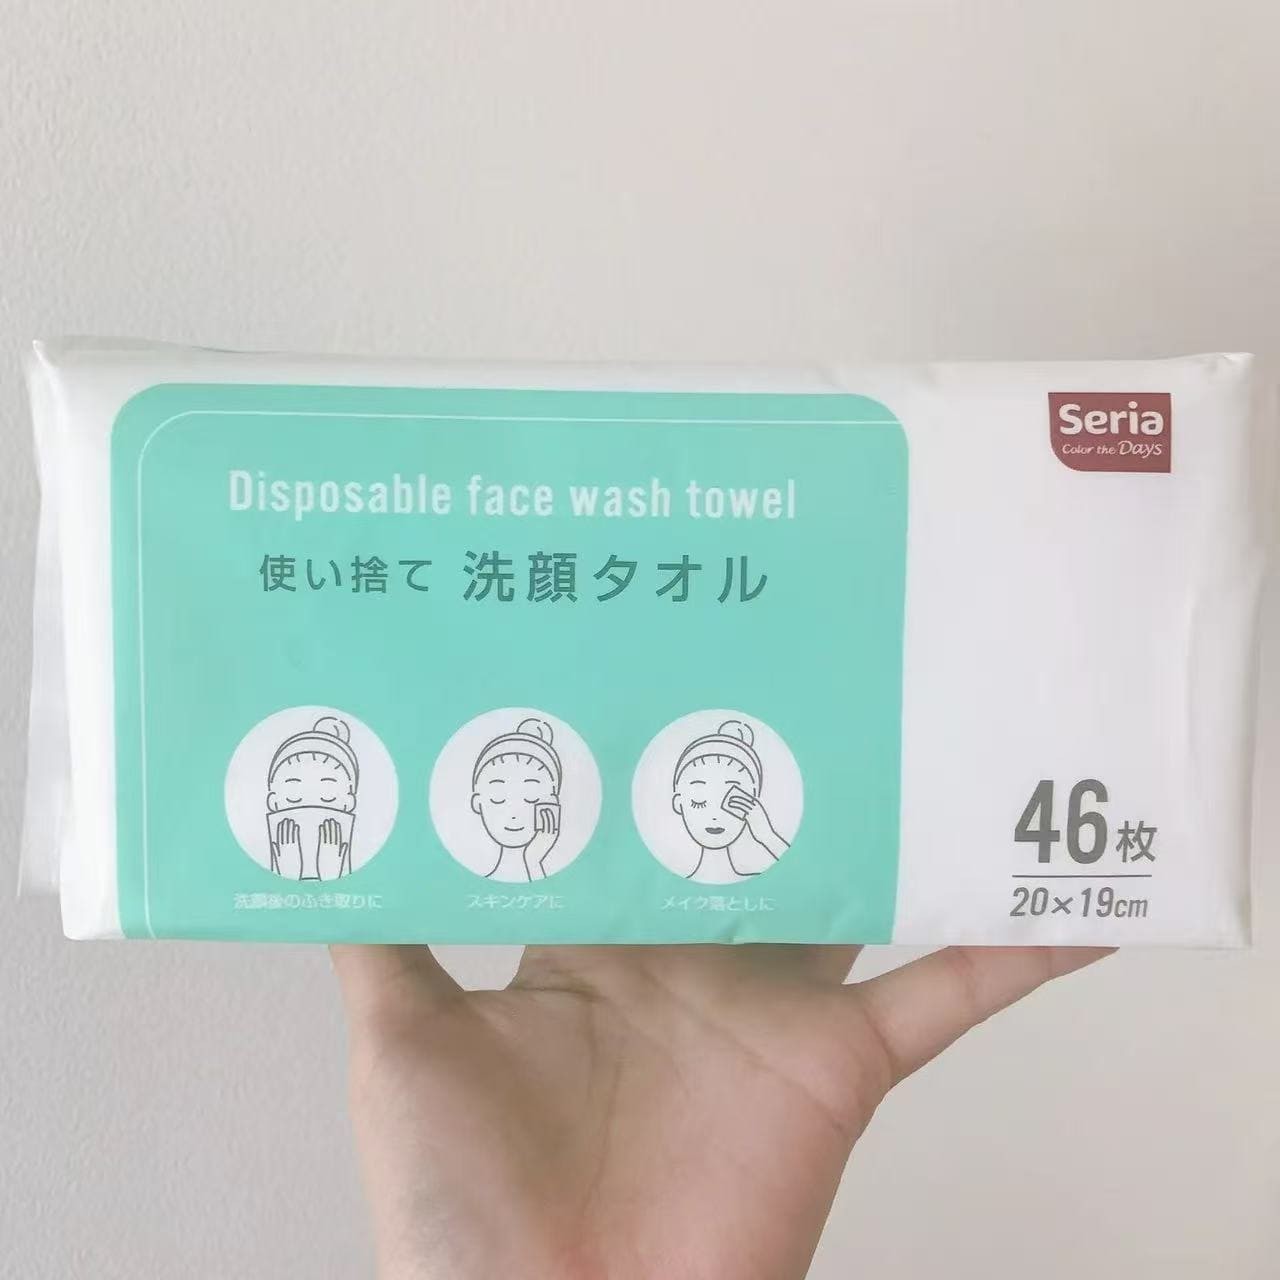 Seria
Color the Days
Disposable face wash towel
使い捨て 洗顔タオル
洗顔後のふき取りに
スキンケアに
メイク落としに
46枚
20×19cm